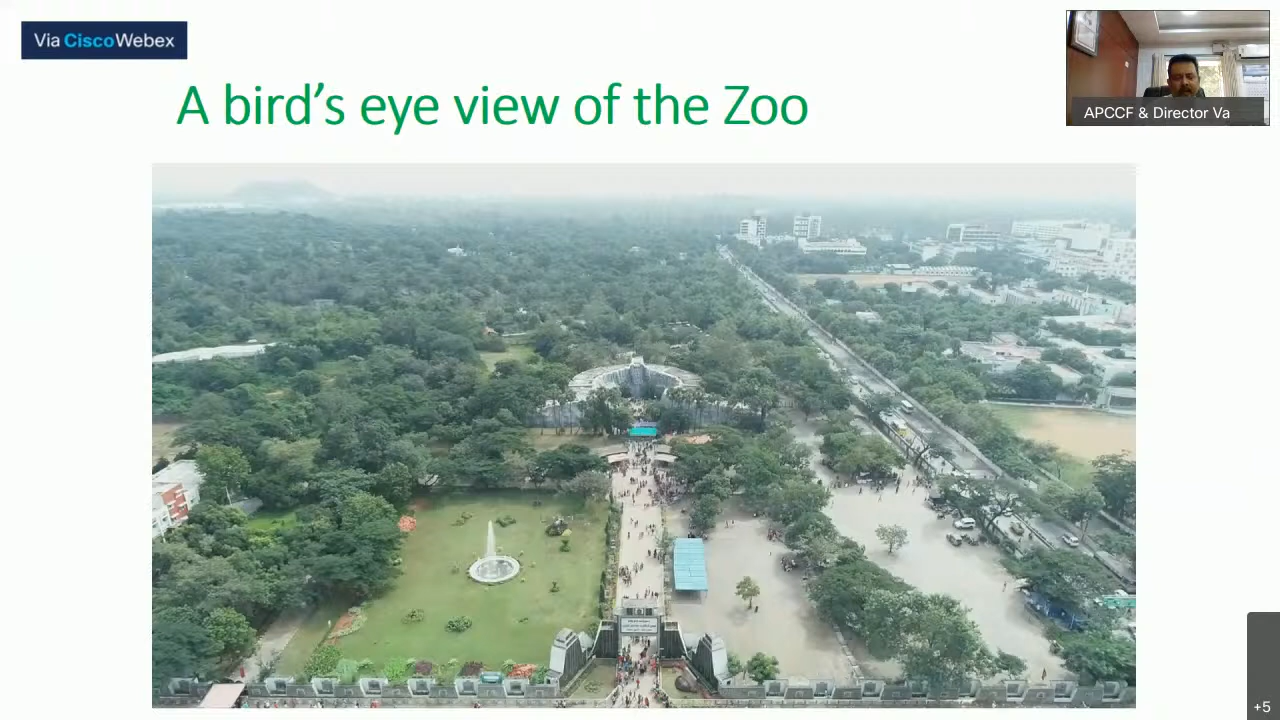 Via CiscoWebex
A bird's eye view of the Zoo
APCCF & Director Va
+5